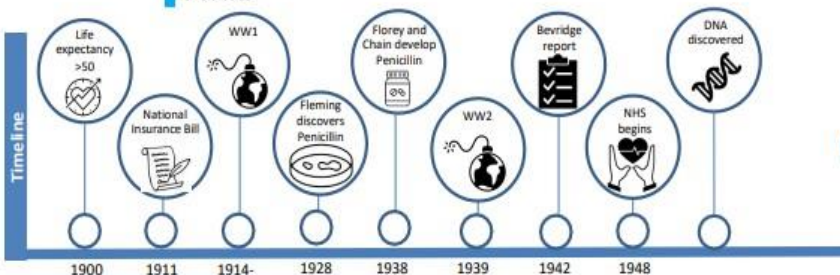 Timeline
Life
expectancy
>50
National
Insurance Bill
WW1
Fleming
discovers
Penicillin
Florey and
Chain develop
Penicillin
WW2
Bevridge
report
NHS
begins
DNA
discovered
1900
1911
1914-
1928
1938
1939
1942
1948